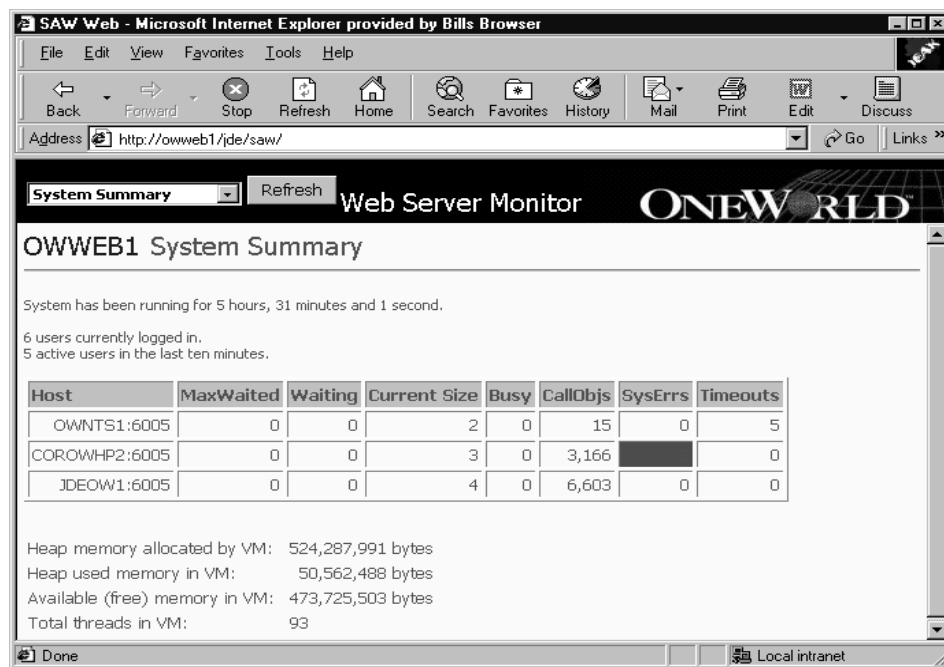 SAW Web - Microsoft Internet Explorer provided by Bills Browser
File Edit View Favorites Tools Help
Back Forward Stop Refresh Home Search Favorites History Mail Print Edit Discuss
Address http://owweb1/jde/saw/ Go Links »
System Summary Refresh Web Server Monitor ONEWORLD
OWWEB1 System Summary
System has been running for 5 hours, 31 minutes and 1 second.
6 users currently logged in.
5 active users in the last ten minutes.
Host MaxWaited Waiting Current Size Busy CallObjs SysErrs Timeouts
OWNTS1:6005 0 0 2 0 15 0 5
COROWHP2:6005 0 0 3 0 3,166 0
JDEOW1:6005 0 0 4 0 6,603 0 0
Heap memory allocated by VM: 524,287,991 bytes
Heap used memory in VM: 50,562,488 bytes
Available (free) memory in VM: 473,725,503 bytes
Total threads in VM: 93
Done Local intranet